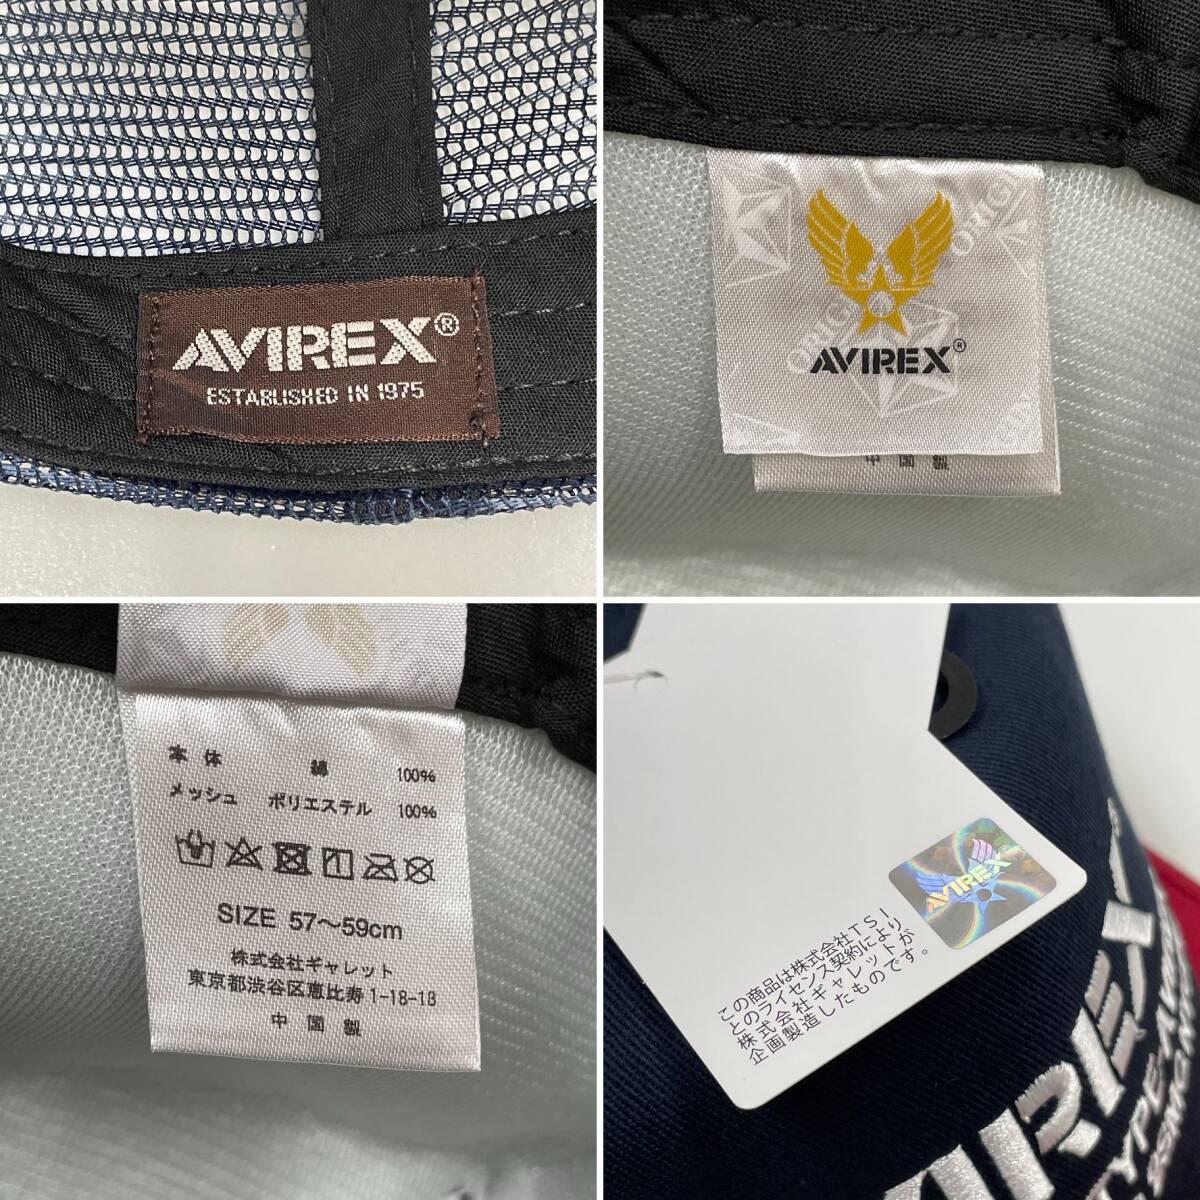 AVIREX®
ESTABLISHED IN 1975
OMG
OMG
AVIREX®
中国製
本体 綿 100%
メッシュ ポリエステル 100%
SIZE 57～59cm
株式会社ギャレット
東京都渋谷区恵比寿1-18-18
中国製
AVIREX
この商品は株式会社TSI
とのライセンス契約により
株式会社ギャレットが
企画製造したものです。